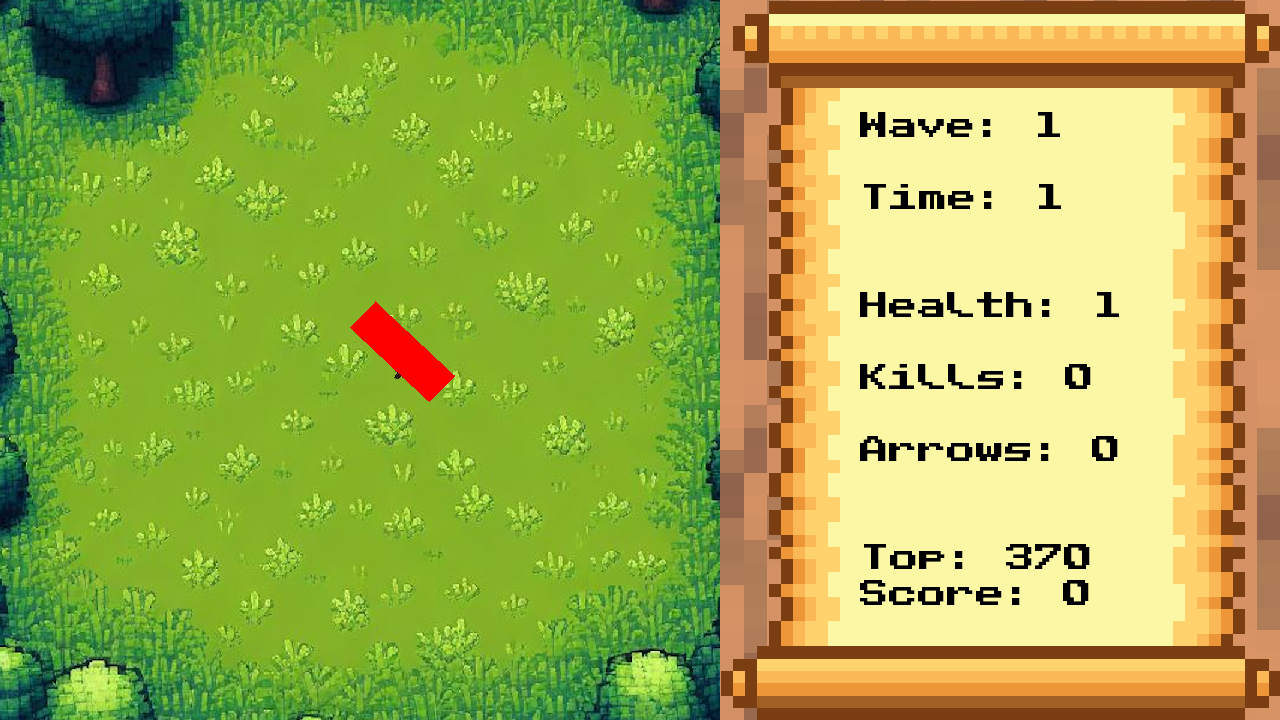 Wave: 1
Time: 1
Health: 1
Kills: 0
Arrows: 0
Top: 370
Score: 0